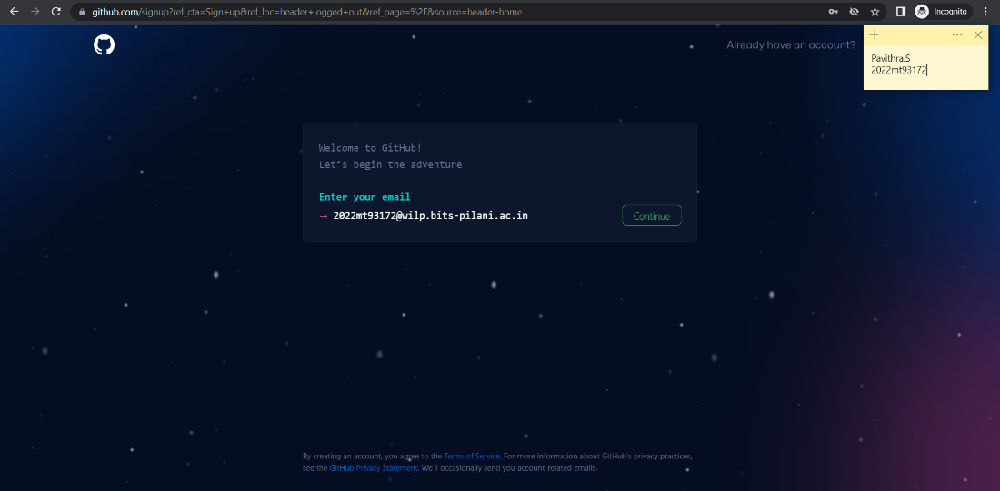 github.com/signup?ref_cta=Sign+up&ref_loc=header+logged+out&ref_page=%2F&source=header-home
Incognito
Already have an account?
Pavithra.S
2022mt93172
Welcome to GitHub!
Let’s begin the adventure
Enter your email
→ 2022mt93172@wilp.bits-pilani.ac.in
Continue
By creating an account, you agree to the Terms of Service. For more information about GitHub's privacy practices,
see the GitHub Privacy Statement. We'll occasionally send you account-related emails.